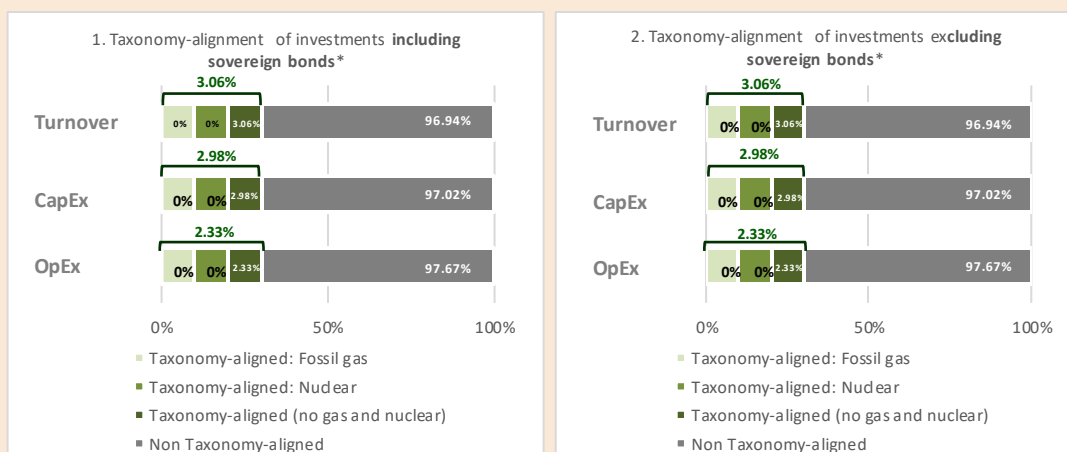 1. Taxonomy-alignment of investments including
sovereign bonds*
3.06%
Turnover
0% 0% 3.06% 96.94%
2.98%
CapEx
0% 0% 2.98% 97.02%
2.33%
OpEx
0% 0% 2.33% 97.67%
0% 50% 100%
Taxonomy-aligned: Fossil gas
Taxonomy-aligned: Nuclear
Taxonomy-aligned (no gas and nuclear)
Non Taxonomy-aligned
2. Taxonomy-alignment of investments excluding
sovereign bonds*
3.06%
Turnover
0% 0% 3.06% 96.94%
2.98%
CapEx
0% 0% 2.98% 97.02%
2.33%
OpEx
0% 0% 2.33% 97.67%
0% 50% 100%
Taxonomy-aligned: Fossil gas
Taxonomy-aligned: Nuclear
Taxonomy-aligned (no gas and nuclear)
Non Taxonomy-aligned